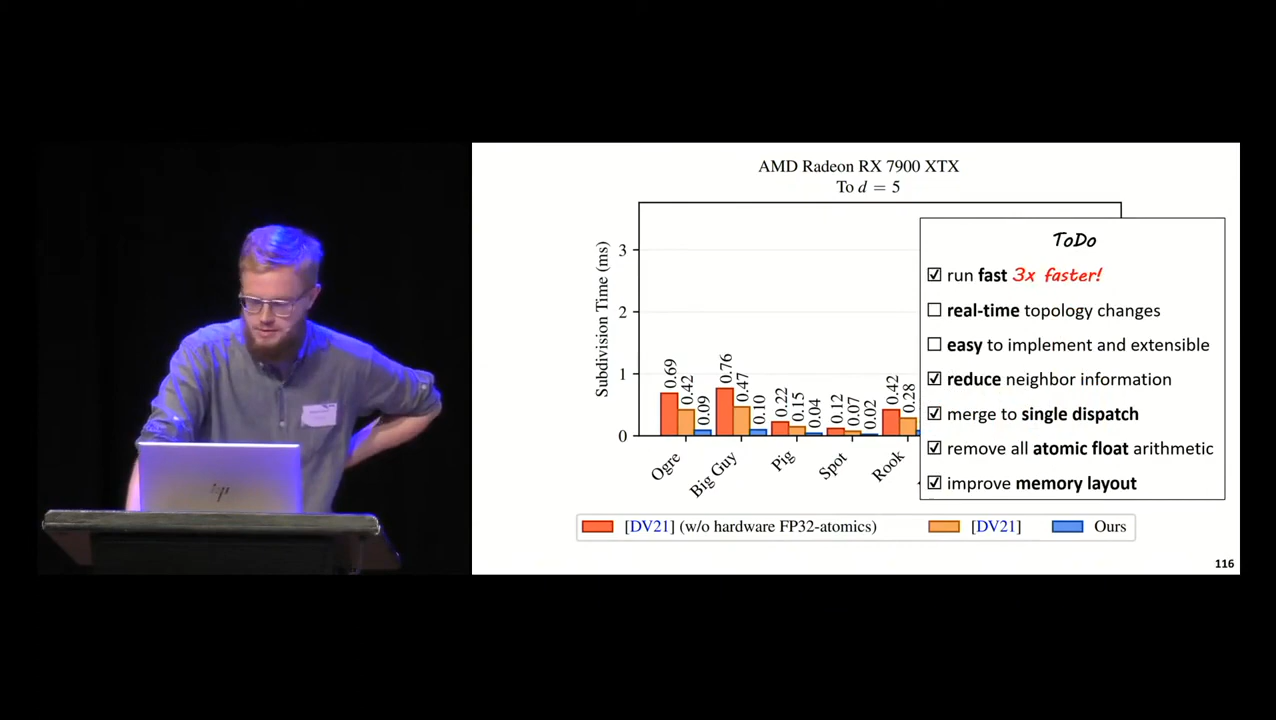 AMD Radeon RX 7900 XTX
To d = 5
Subdivision Time (ms)
3
2
1
0
0.69
0.42
0.09
0.76
0.47
0.10
0.22
0.15
0.04
0.12
0.07
0.02
0.42
0.28
Ogre
Big Guy
Pig
Spot
Rook
ToDo
☑ run fast 3x faster!
☐ real-time topology changes
☐ easy to implement and extensible
☑ reduce neighbor information
☑ merge to single dispatch
☑ remove all atomic float arithmetic
☑ improve memory layout
[DV21] (w/o hardware FP32-atomics)
[DV21]
Ours
116
hp